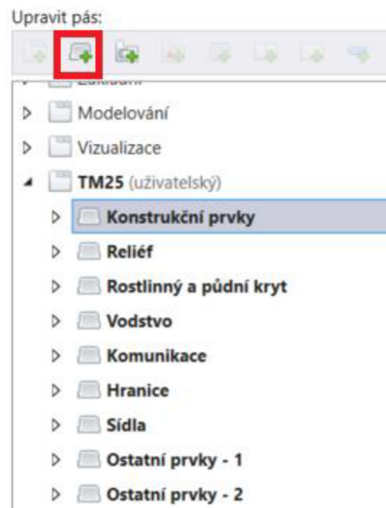 Upravit pás:
Modelování
Vizualizace
TM25 (uživatelský)
Konstrukční prvky
Reliéf
Rostlinný a půdní kryt
Vodstvo
Komunikace
Hranice
Sídla
Ostatní prvky - 1
Ostatní prvky - 2